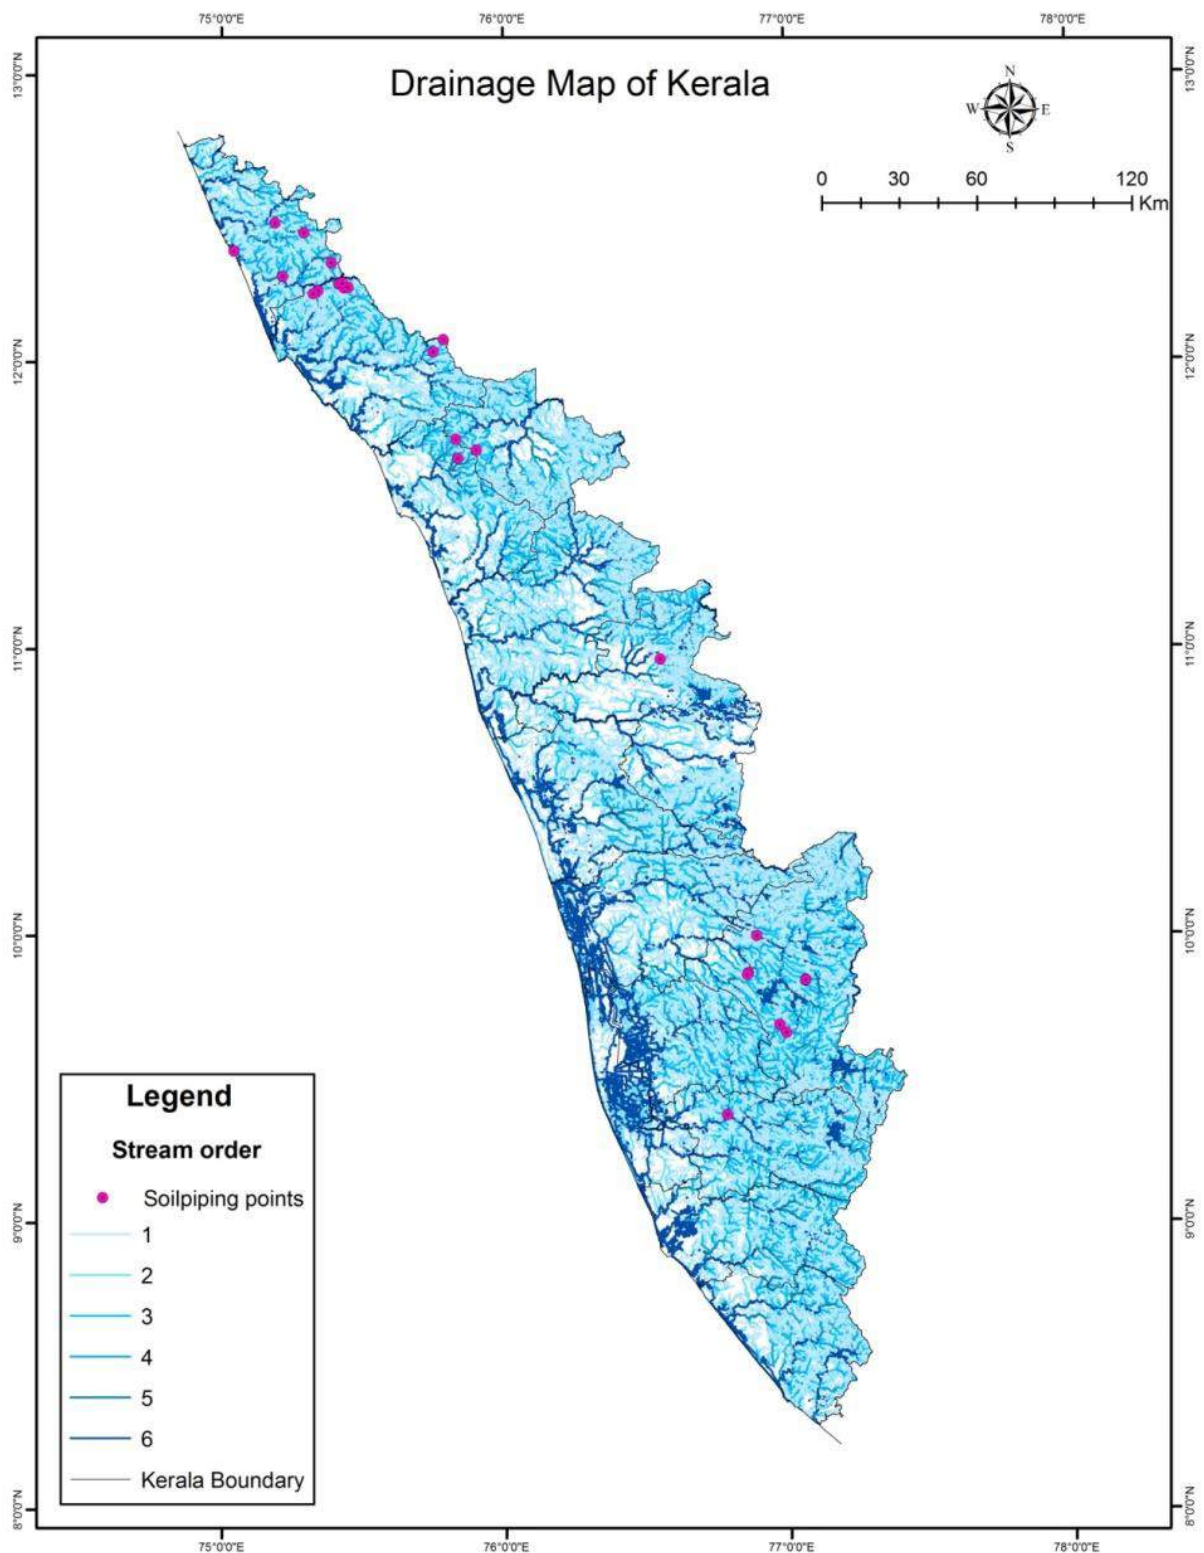 75°0'0"E 76°0'0"E 77°0'0"E 78°0'0"E
Drainage Map of Kerala
N
W E
S
0 30 60 120
Km
13°0'0"N 13°0'0"N
12°0'0"N 12°0'0"N
11°0'0"N 11°0'0"N
10°0'0"N 10°0'0"N
9°0'0"N 9°0'0"N
8°0'0"N 8°0'0"N
Legend
Stream order
Soilpiping points
1
2
3
4
5
6
Kerala Boundary
75°0'0"E 76°0'0"E 77°0'0"E 78°0'0"E